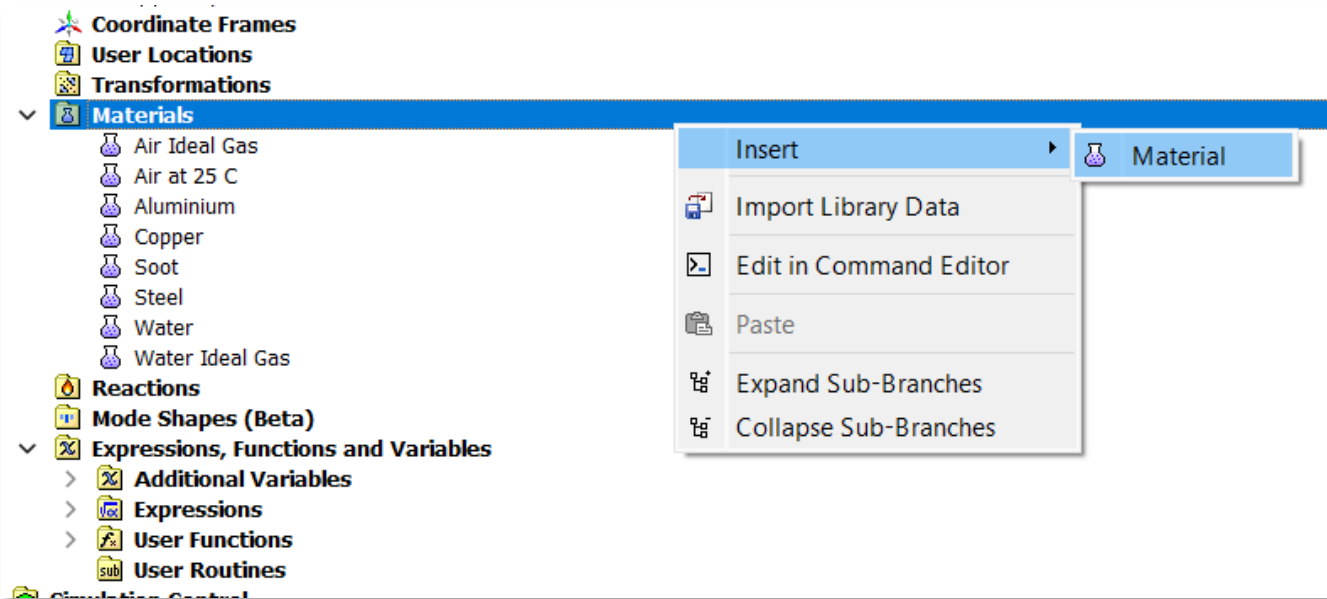 Coordinate Frames
User Locations
Transformations
Materials
Air Ideal Gas
Air at 25 C
Aluminium
Copper
Soot
Steel
Water
Water Ideal Gas
Reactions
Mode Shapes (Beta)
Expressions, Functions and Variables
Additional Variables
Expressions
User Functions
sub User Routines
Simulation Control
Insert
Import Library Data
Edit in Command Editor
Paste
Expand Sub-Branches
Collapse Sub-Branches
Material